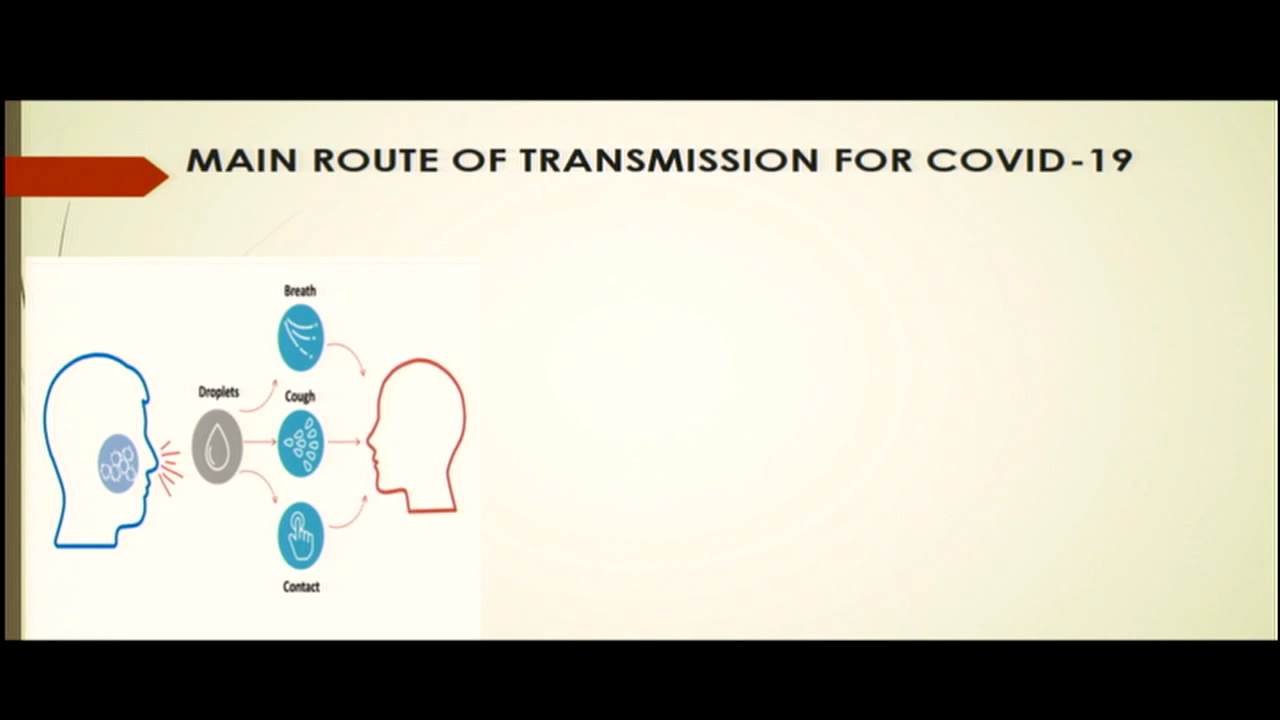 MAIN ROUTE OF TRANSMISSION FOR COVID-19
Breath
Droplets
Cough
Contact